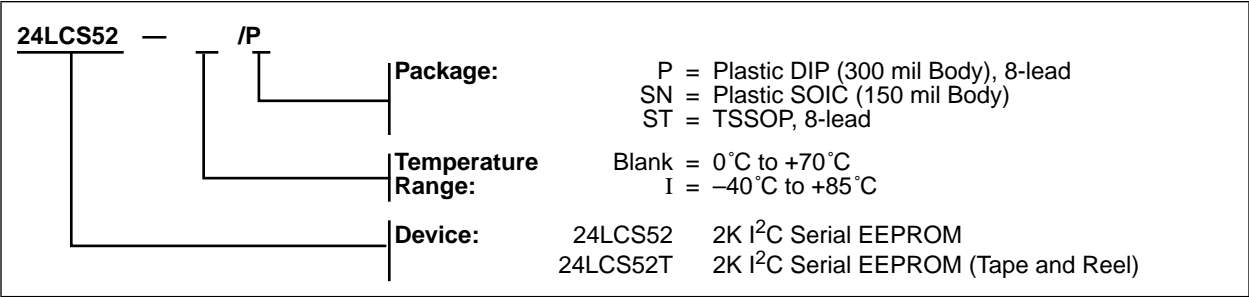 24LCS52 — /P
Package: P = Plastic DIP (300 mil Body), 8-lead
SN = Plastic SOIC (150 mil Body)
ST = TSSOP, 8-lead
Temperature Blank = 0˚C to +70˚C
Range: I = –40˚C to +85˚C
Device: 24LCS52 2K I²C Serial EEPROM
24LCS52T 2K I²C Serial EEPROM (Tape and Reel)